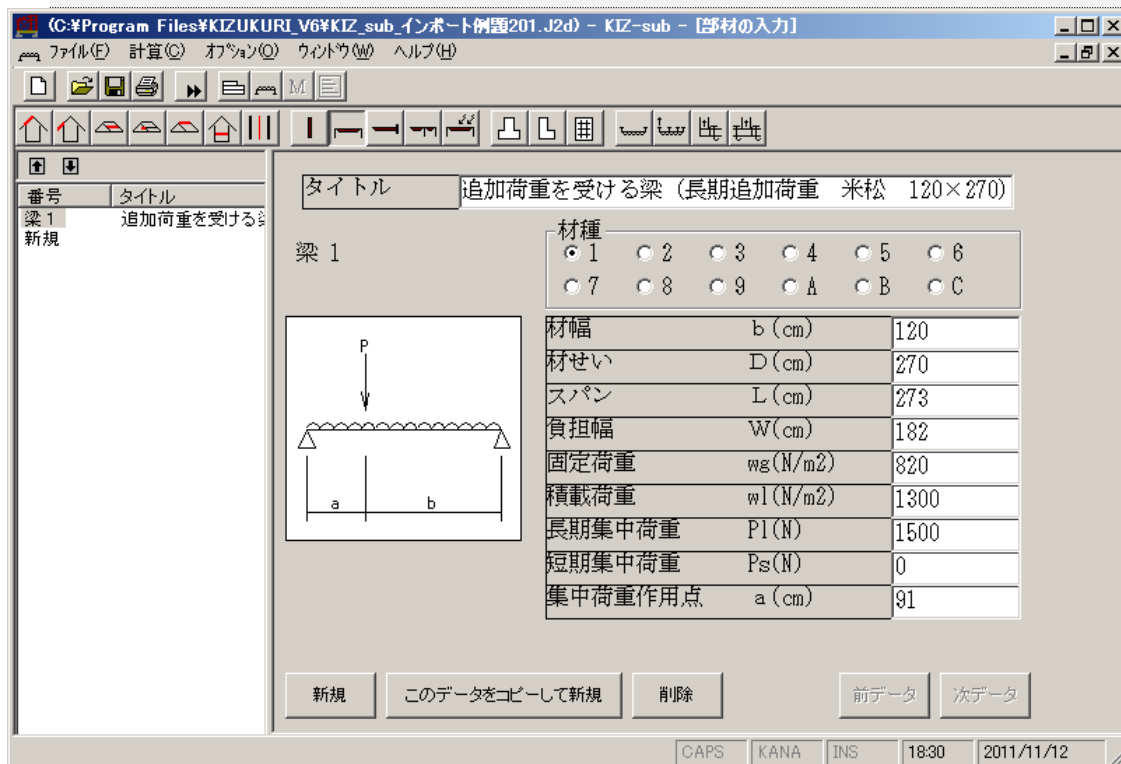 (C:¥Program Files¥KIZUKURI_V6¥KIZ_sub_インポート例題201.J2d) - KIZ-sub - [部材の入力]
ファイル(F) 計算(C) オプション(O) ウィンドウ(W) ヘルプ(H)
M
番号 タイトル
梁1 追加荷重を受ける梁
新規
タイトル 追加荷重を受ける梁（長期追加荷重　米松　120×270)
梁 1
材種
1 2 3 4 5 6
7 8 9 A B C
P
a b
材幅 b(cm) 120
材せい D(cm) 270
スパン L(cm) 273
負担幅 W(cm) 182
固定荷重 wg(N/m2) 820
積載荷重 wl(N/m2) 1300
長期集中荷重 Pl(N) 1500
短期集中荷重 Ps(N) 0
集中荷重作用点 a(cm) 91
新規 このデータをコピーして新規 削除 前データ 次データ
CAPS KANA INS 18:30 2011/11/12